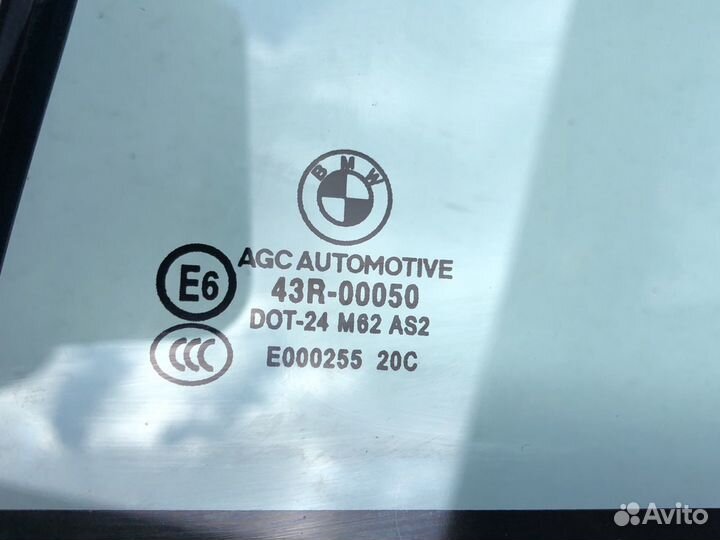 BMW
AGC AUTOMOTIVE
E6 43R-00050
DOT-24 M62 AS2
CCC E000255 20C
Avito